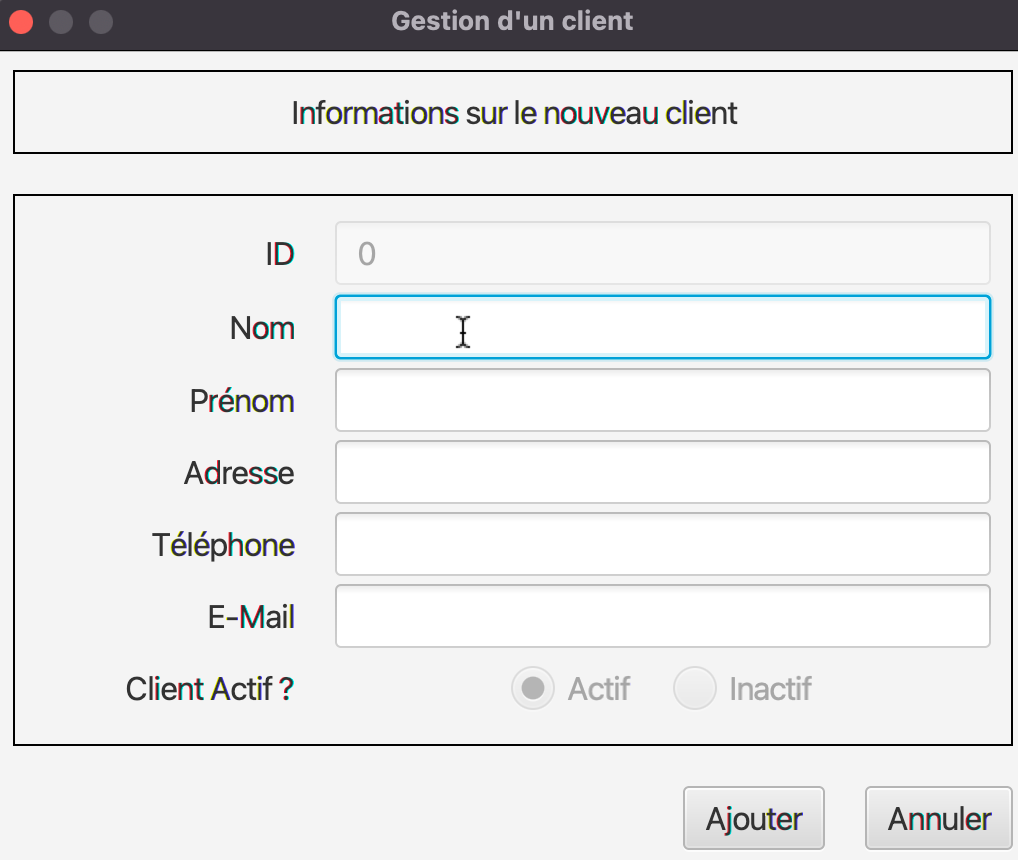 Gestion d'un client
Informations sur le nouveau client
ID 0
Nom
Prénom
Adresse
Téléphone
E-Mail
Client Actif ? Actif Inactif
Ajouter Annuler